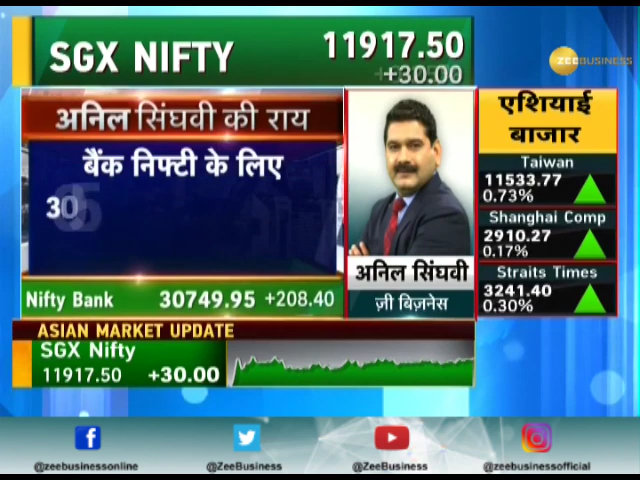 SGX NIFTY
11917.50
+30.00
ZEEBUSINESS
अनिल सिंघवी की राय
बैंक निफ्टी के लिए
30
Nifty Bank 30749.95 +208.40
अनिल सिंघवी
ज़ी बिज़नेस
एशियाई
बाजार
Taiwan
11533.77
0.73%
Shanghai Comp
2910.27
0.17%
Straits Times
3241.40
0.30%
ASIAN MARKET UPDATE
SGX Nifty
11917.50 +30.00
@zeebusinessonline
@ZeeBusiness
@ZeeBusiness
@zeebusinessofficial